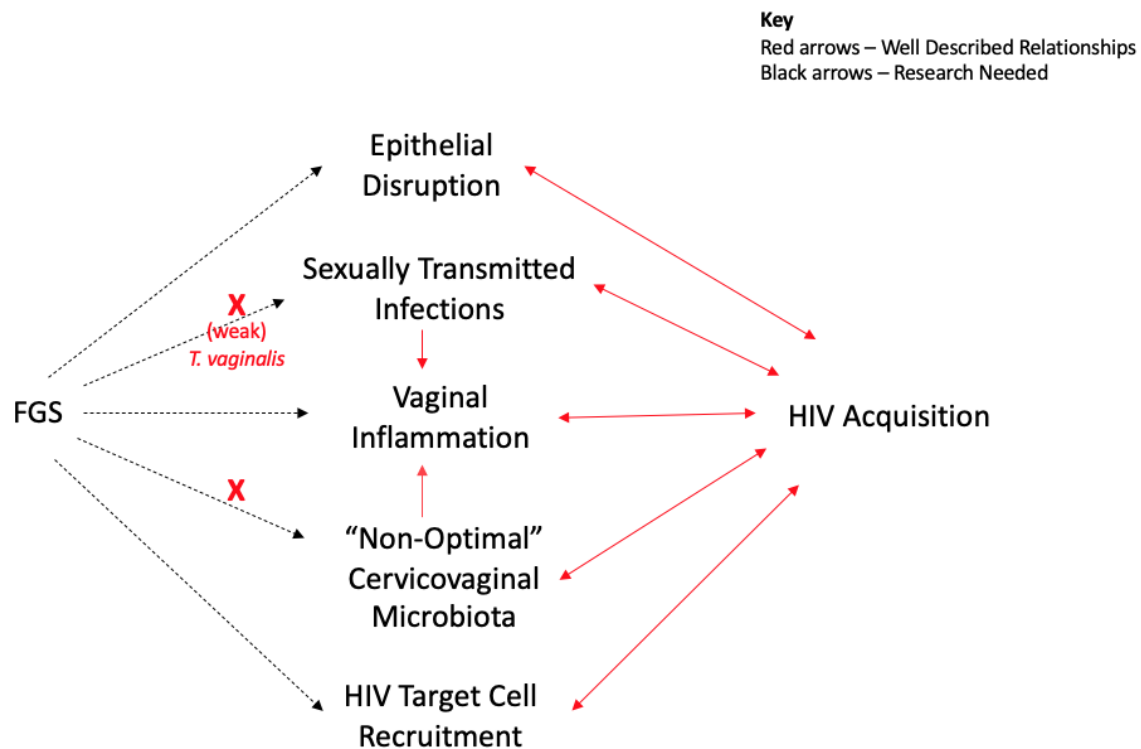 Key
Red arrows – Well Described Relationships
Black arrows – Research Needed
Epithelial
Disruption
Sexually Transmitted
Infections
X
(weak)
T. vaginalis
FGS
Vaginal
Inflammation
HIV Acquisition
X
“Non-Optimal”
Cervicovaginal
Microbiota
HIV Target Cell
Recruitment